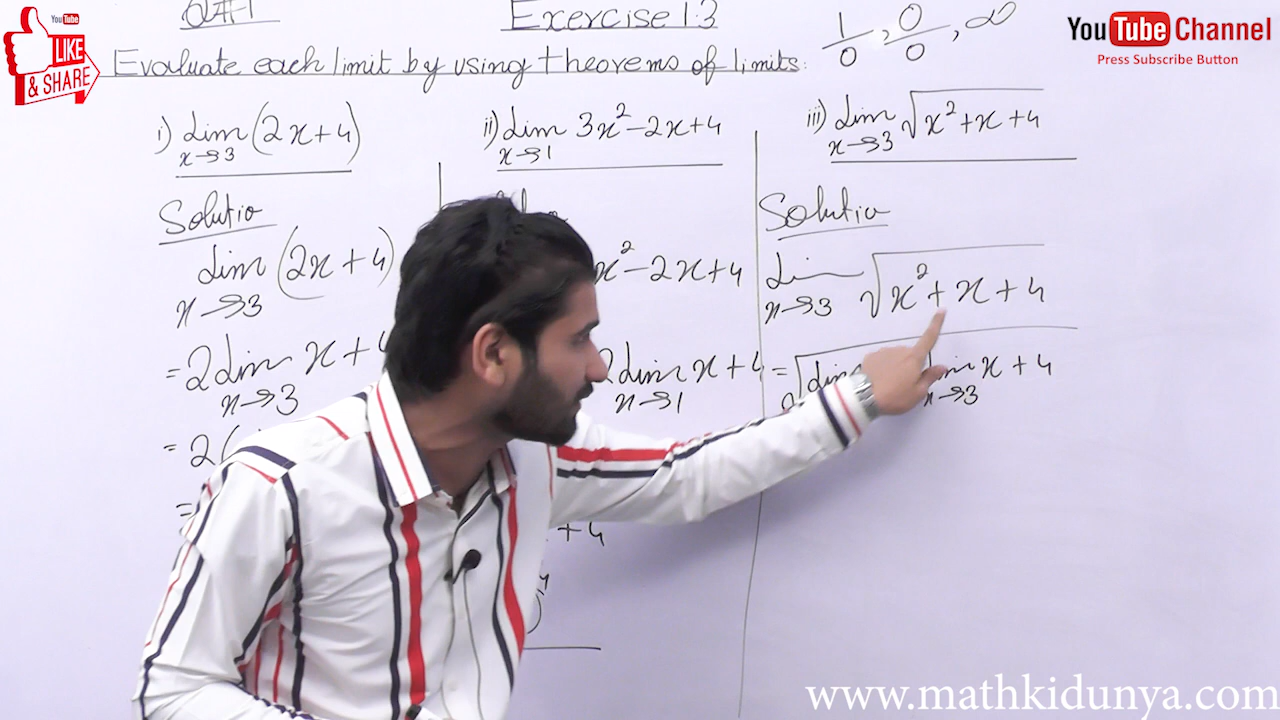 YouTube
LIKE
& SHARE
Exercise 1.3
1/0, 0/0, ∞
YouTube Channel
Press Subscribe Button
Evaluate each limit by using theorems of limits:
i) Lim x→3 (2x+4)
ii) Lim x→1 3x²-2x+4
iii) Lim x→3 √x²+x+4
Solutio
Lim x→3 (2x+4)
= 2 Lim x→3 x+4
= 2(
=
x²-2x+4
2 Lim x→1 x+4
+4
Solutio
Lim x→3 √x²+x+4
= √Lim x→3 x+4
www.mathkidunya.com